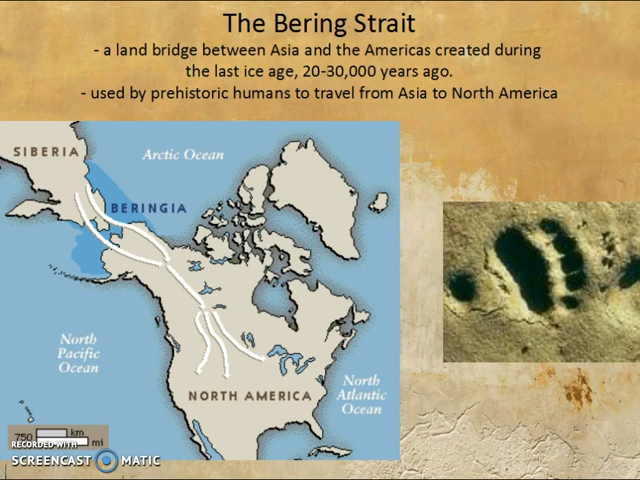 The Bering Strait
- a land bridge between Asia and the Americas created during
the last ice age, 20-30,000 years ago.
- used by prehistoric humans to travel from Asia to North America
SIBERIA
Arctic Ocean
BERINGIA
North
Pacific
Ocean
NORTH AMERICA
North
Atlantic
Ocean
750 km
mi
RECORDED WITH
SCREENCAST MATIC